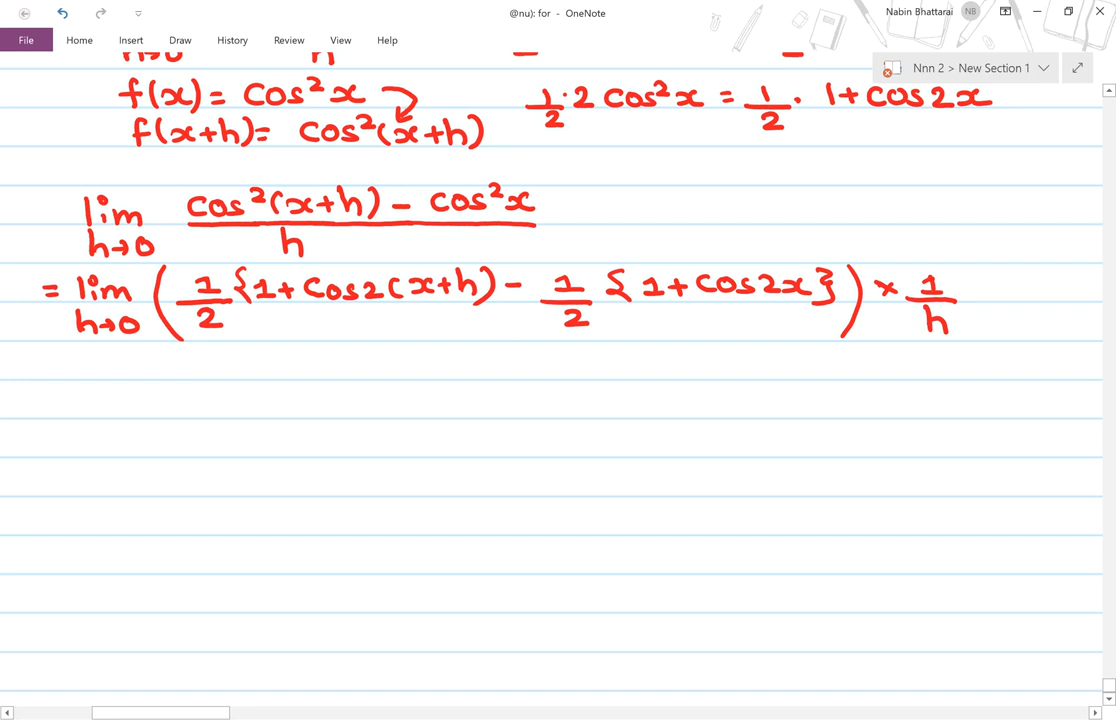 @nu): for - OneNote
Nabin Bhattarai NB
File Home Insert Draw History Review View Help
Nnn 2 > New Section 1
h→0 h
f(x) = cos²x
1/2 · 2 cos²x = 1/2 · 1 + cos2x
f(x+h) = cos²(x+h)
lim h→0 (cos²(x+h) - cos²x)/h
= lim h→0 ( 1/2 {1 + cos2(x+h) - 1/2 {1 + cos2x} ) × 1/h